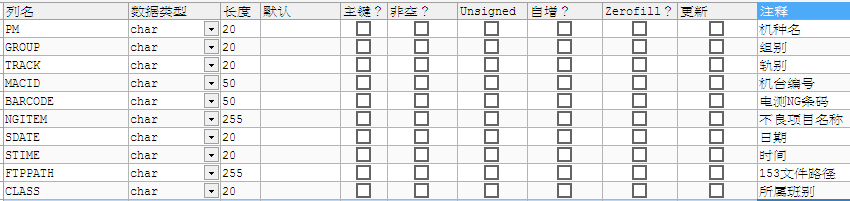 列名 数据类型 长度 默认 主键？ 非空？ Unsigned 自增？ Zerofill？ 更新 注释
PM char 20 机种名
GROUP char 20 组别
TRACK char 20 轨别
MACID char 50 机台编号
BARCODE char 50 电测NG条码
NGITEM char 255 不良项目名称
SDATE char 20 日期
STIME char 20 时间
FTPPATH char 255 153文件路径
CLASS char 20 所属班别